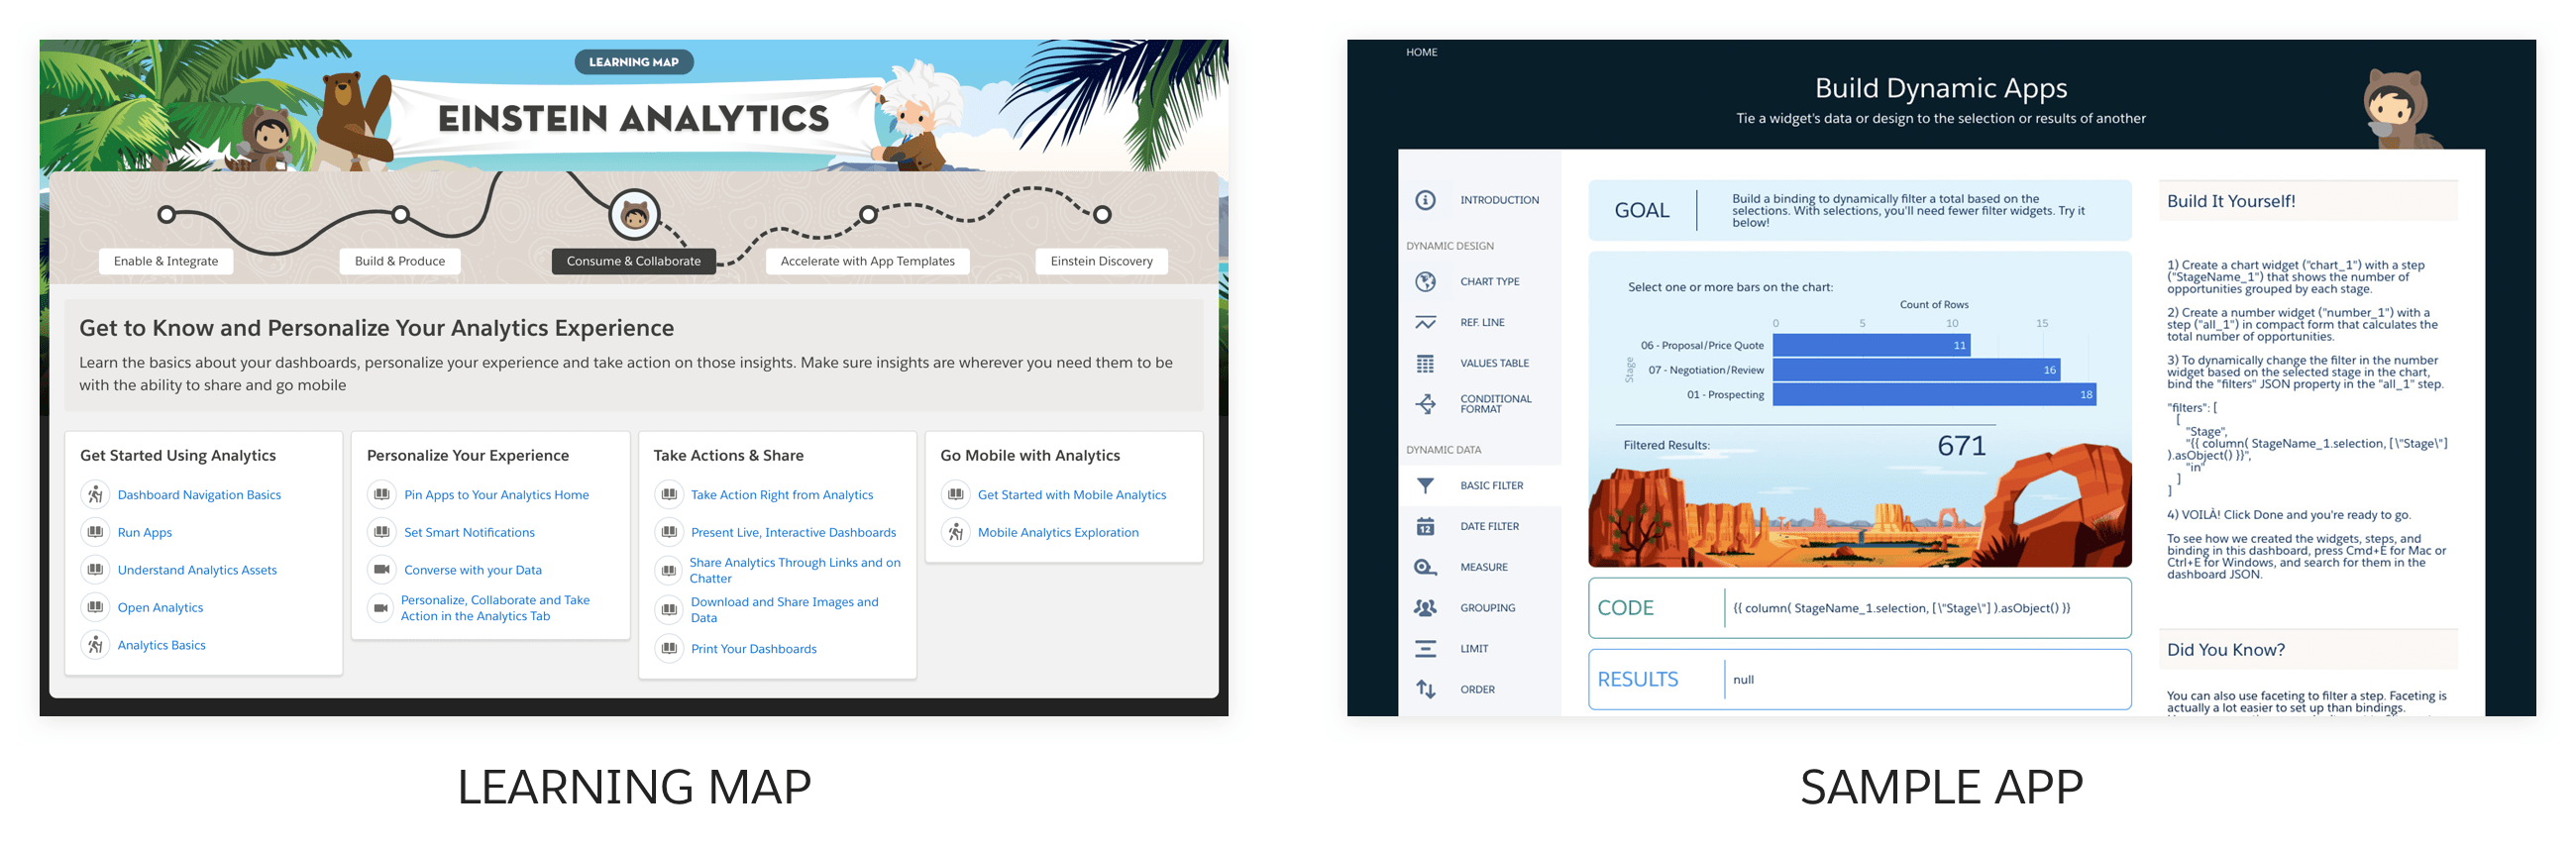 LEARNING MAP
EINSTEIN ANALYTICS
Enable & Integrate
Build & Produce
Consume & Collaborate
Accelerate with App Templates
Einstein Discovery
Get to Know and Personalize Your Analytics Experience
Learn the basics about your dashboards, personalize your experience and take action on those insights. Make sure insights are wherever you need them to be
with the ability to share and go mobile
Get Started Using Analytics
Dashboard Navigation Basics
Run Apps
Understand Analytics Assets
Open Analytics
Analytics Basics
Personalize Your Experience
Pin Apps to Your Analytics Home
Set Smart Notifications
Converse with your Data
Personalize, Collaborate and Take
Action in the Analytics Tab
Take Actions & Share
Take Action Right from Analytics
Present Live, Interactive Dashboards
Share Analytics Through Links and on
Chatter
Download and Share Images and
Data
Print Your Dashboards
Go Mobile with Analytics
Get Started with Mobile Analytics
Mobile Analytics Exploration
LEARNING MAP
HOME
Build Dynamic Apps
Tie a widget's data or design to the selection or results of another
INTRODUCTION
DYNAMIC DESIGN
CHART TYPE
REF. LINE
VALUES TABLE
CONDITIONAL
FORMAT
DYNAMIC DATA
BASIC FILTER
12
DATE FILTER
MEASURE
GROUPING
LIMIT
ORDER
GOAL
Build a binding to dynamically filter a total based on the
selections. With selections, you'll need fewer filter widgets. Try it
below!
Select one or more bars on the chart:
Count of Rows
0 5 10 15
Stage
06 - Proposal/Price Quote 11
07 - Negotiation/Review 16
01 - Prospecting 18
Filtered Results: 671
CODE
{{ column( StageName_1.selection, [\"Stage\"] ).asObject() }}
RESULTS
null
Build It Yourself!
1) Create a chart widget ("chart_1") with a step
("StageName_1") that shows the number of
opportunities grouped by each stage.
2) Create a number widget ("number_1") with a
step ("all_1") in compact form that calculates the
total number of opportunities.
3) To dynamically change the filter in the number
widget based on the selected stage in the chart,
bind the "filters" JSON property in the "all_1" step.
"filters": [
[
"Stage",
"{{ column( StageName_1.selection, [\"Stage\"]
).asObject() }}",
"in"
]
]
4) VOILÀ! Click Done and you're ready to go.
To see how we created the widgets, steps, and
binding in this dashboard, press Cmd+E for Mac or
Ctrl+E for Windows, and search for them in the
dashboard JSON.
Did You Know?
You can also use faceting to filter a step. Faceting is
actually a lot easier to set up than bindings.
SAMPLE APP